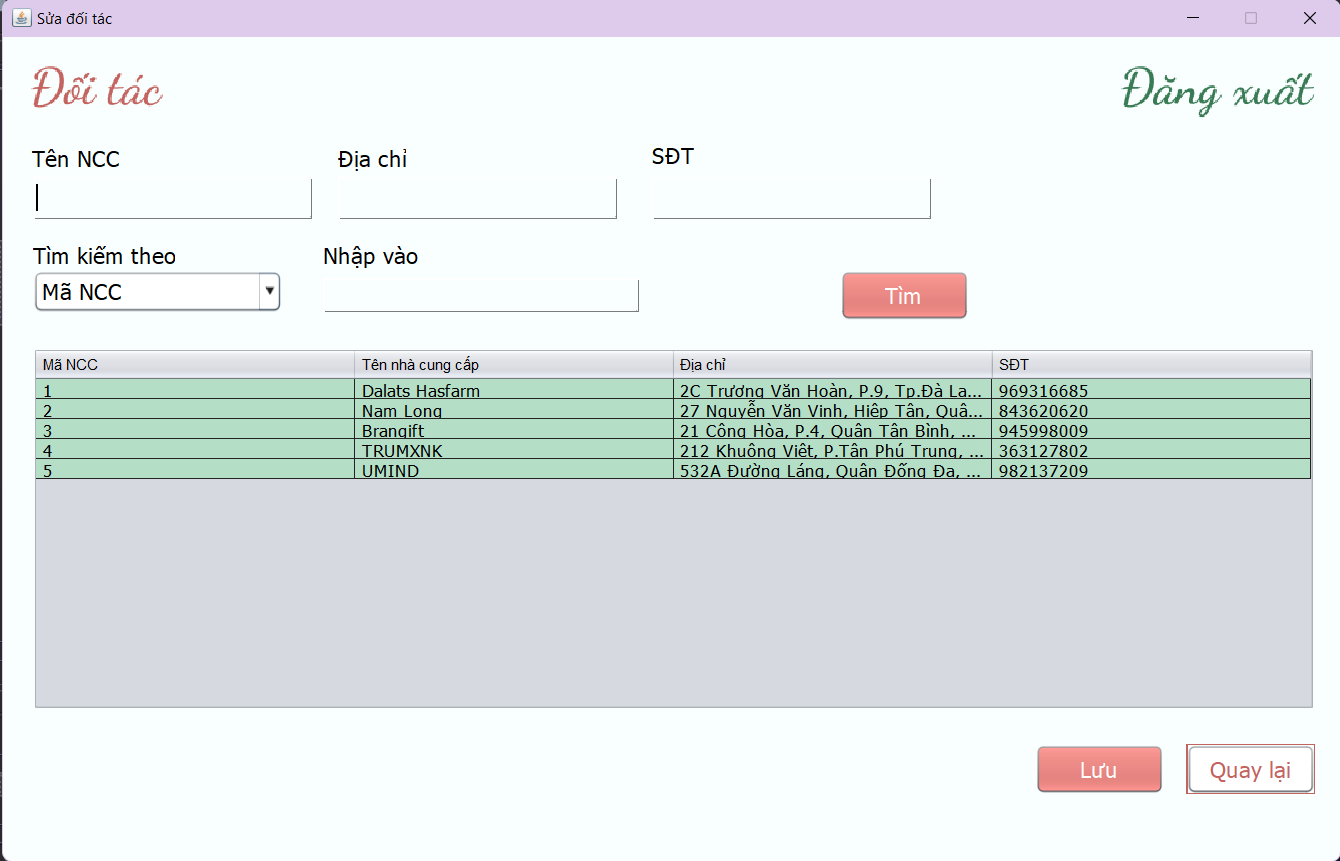 Sửa đối tác
Đối tác
Đăng xuất
Tên NCC
Địa chỉ
SĐT
Tìm kiếm theo
Nhập vào
Mã NCC
Tìm
Mã NCC Tên nhà cung cấp Địa chỉ SĐT
1 Dalats Hasfarm 2C Trương Văn Hoàn, P.9, Tp.Đà La... 969316685
2 Nam Long 27 Nguyễn Văn Vinh, Hiệp Tân, Quâ... 843620620
3 Brangift 21 Cộng Hòa, P.4, Quận Tân Bình, ... 945998009
4 TRUMXNK 212 Khuông Việt, P.Tân Phú Trung, ... 363127802
5 UMIND 532A Đường Láng, Quận Đống Đa, ... 982137209
Lưu
Quay lại